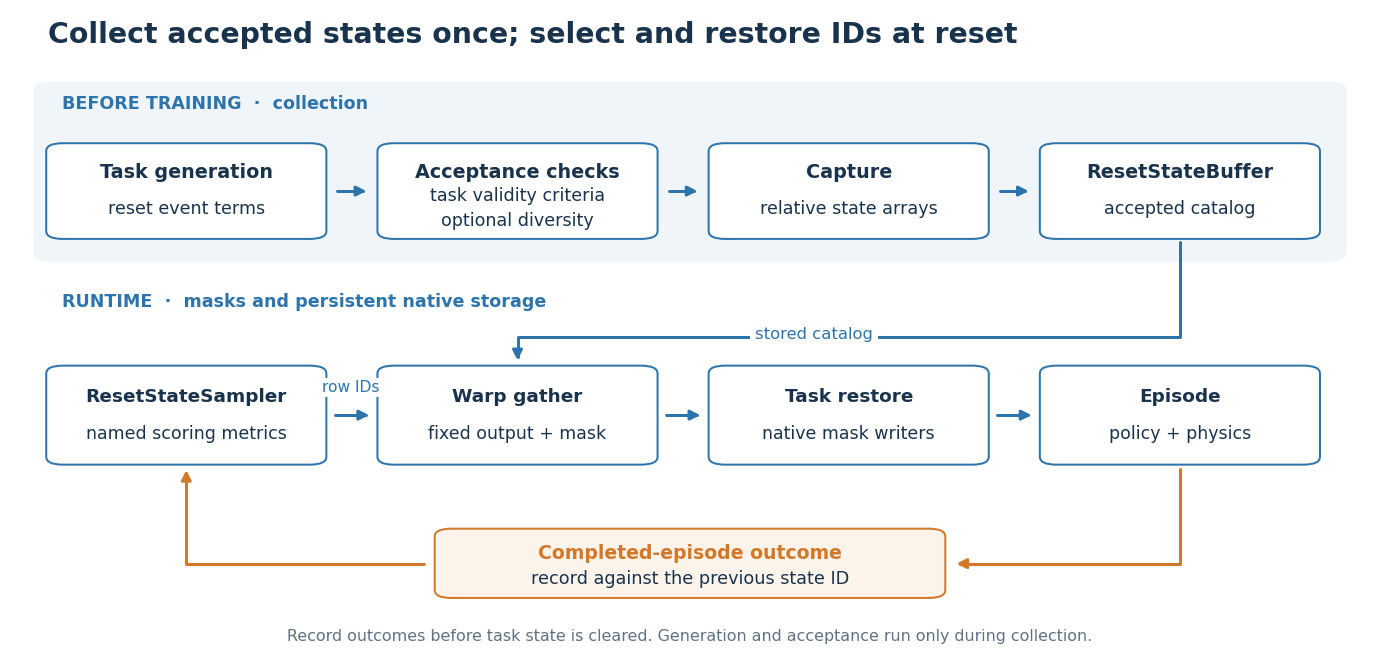 Collect accepted states once; select and restore IDs at reset
BEFORE TRAINING · collection
Task generation
reset event terms
Acceptance checks
task validity criteria
optional diversity
Capture
relative state arrays
ResetStateBuffer
accepted catalog
RUNTIME · masks and persistent native storage
stored catalog
ResetStateSampler
named scoring metrics
row IDs
Warp gather
fixed output + mask
Task restore
native mask writers
Episode
policy + physics
Completed-episode outcome
record against the previous state ID
Record outcomes before task state is cleared. Generation and acceptance run only during collection.